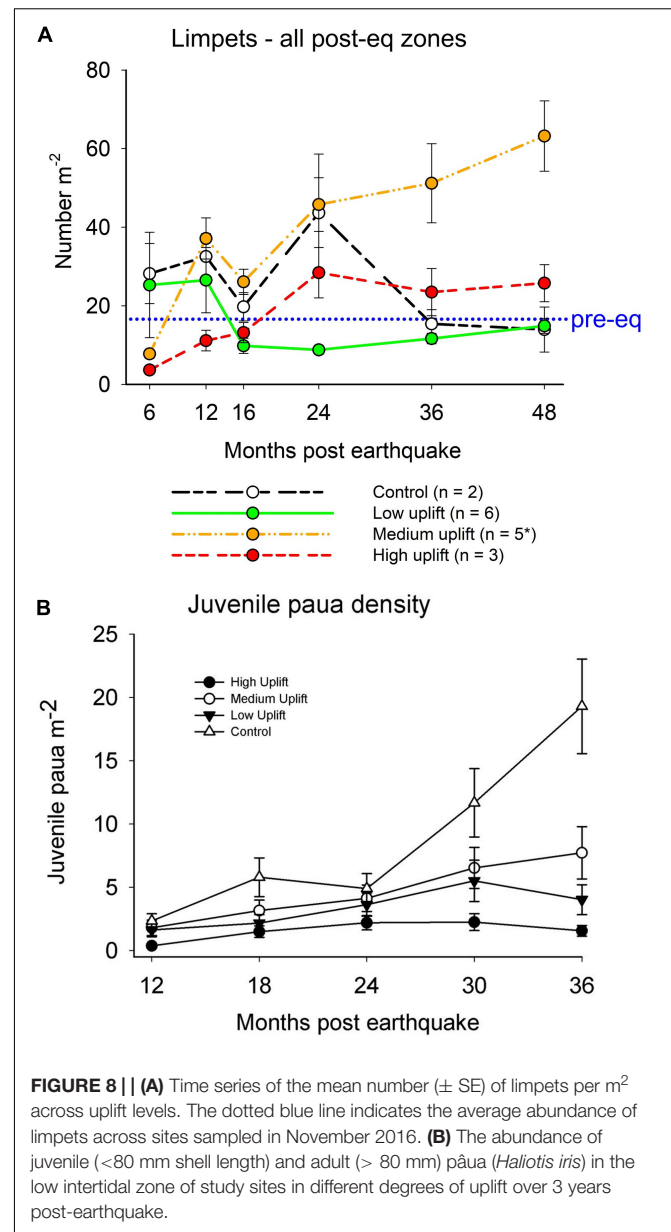 A
Limpets - all post-eq zones
80
60
40
20
0
Number m-2
pre-eq
6 12 16 24 36 48
Months post earthquake
Control (n = 2)
Low uplift (n = 6)
Medium uplift (n = 5*)
High uplift (n = 3)
B
Juvenile paua density
25
20
15
10
5
0
Juvenile paua m-2
High Uplift
Medium Uplift
Low Uplift
Control
12 18 24 30 36
Months post earthquake
FIGURE 8 | | (A) Time series of the mean number (± SE) of limpets per m2
across uplift levels. The dotted blue line indicates the average abundance of
limpets across sites sampled in November 2016. (B) The abundance of
juvenile (<80 mm shell length) and adult (> 80 mm) pâua (Haliotis iris) in the
low intertidal zone of study sites in different degrees of uplift over 3 years
post-earthquake.